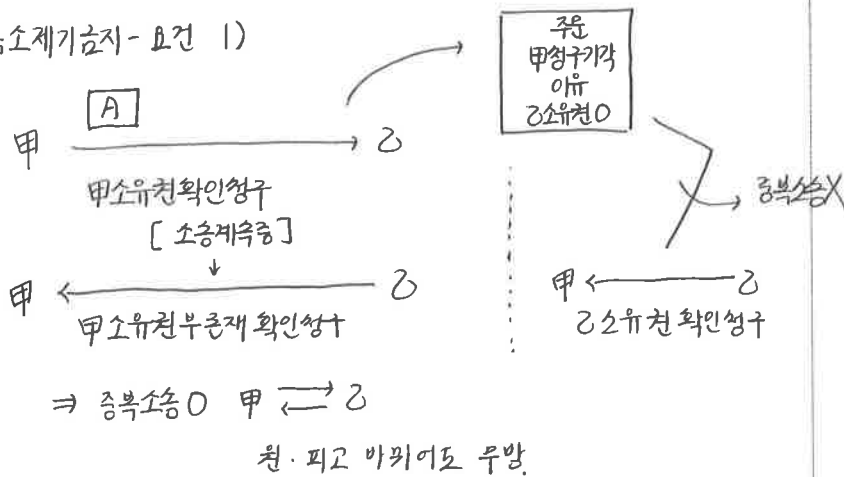 소제기금지 - 요건 1)
주문
甲청구기각
이유
乙소유권O
A
甲 乙
甲소유권확인청구
[ 소송계속중 ]
중복소송X
甲 乙
甲소유권부존재 확인청구
甲 乙
乙소유권 확인청구
⇒ 중복소송O 甲 ⇄ 乙
원·피고 바뀌어도 무방.